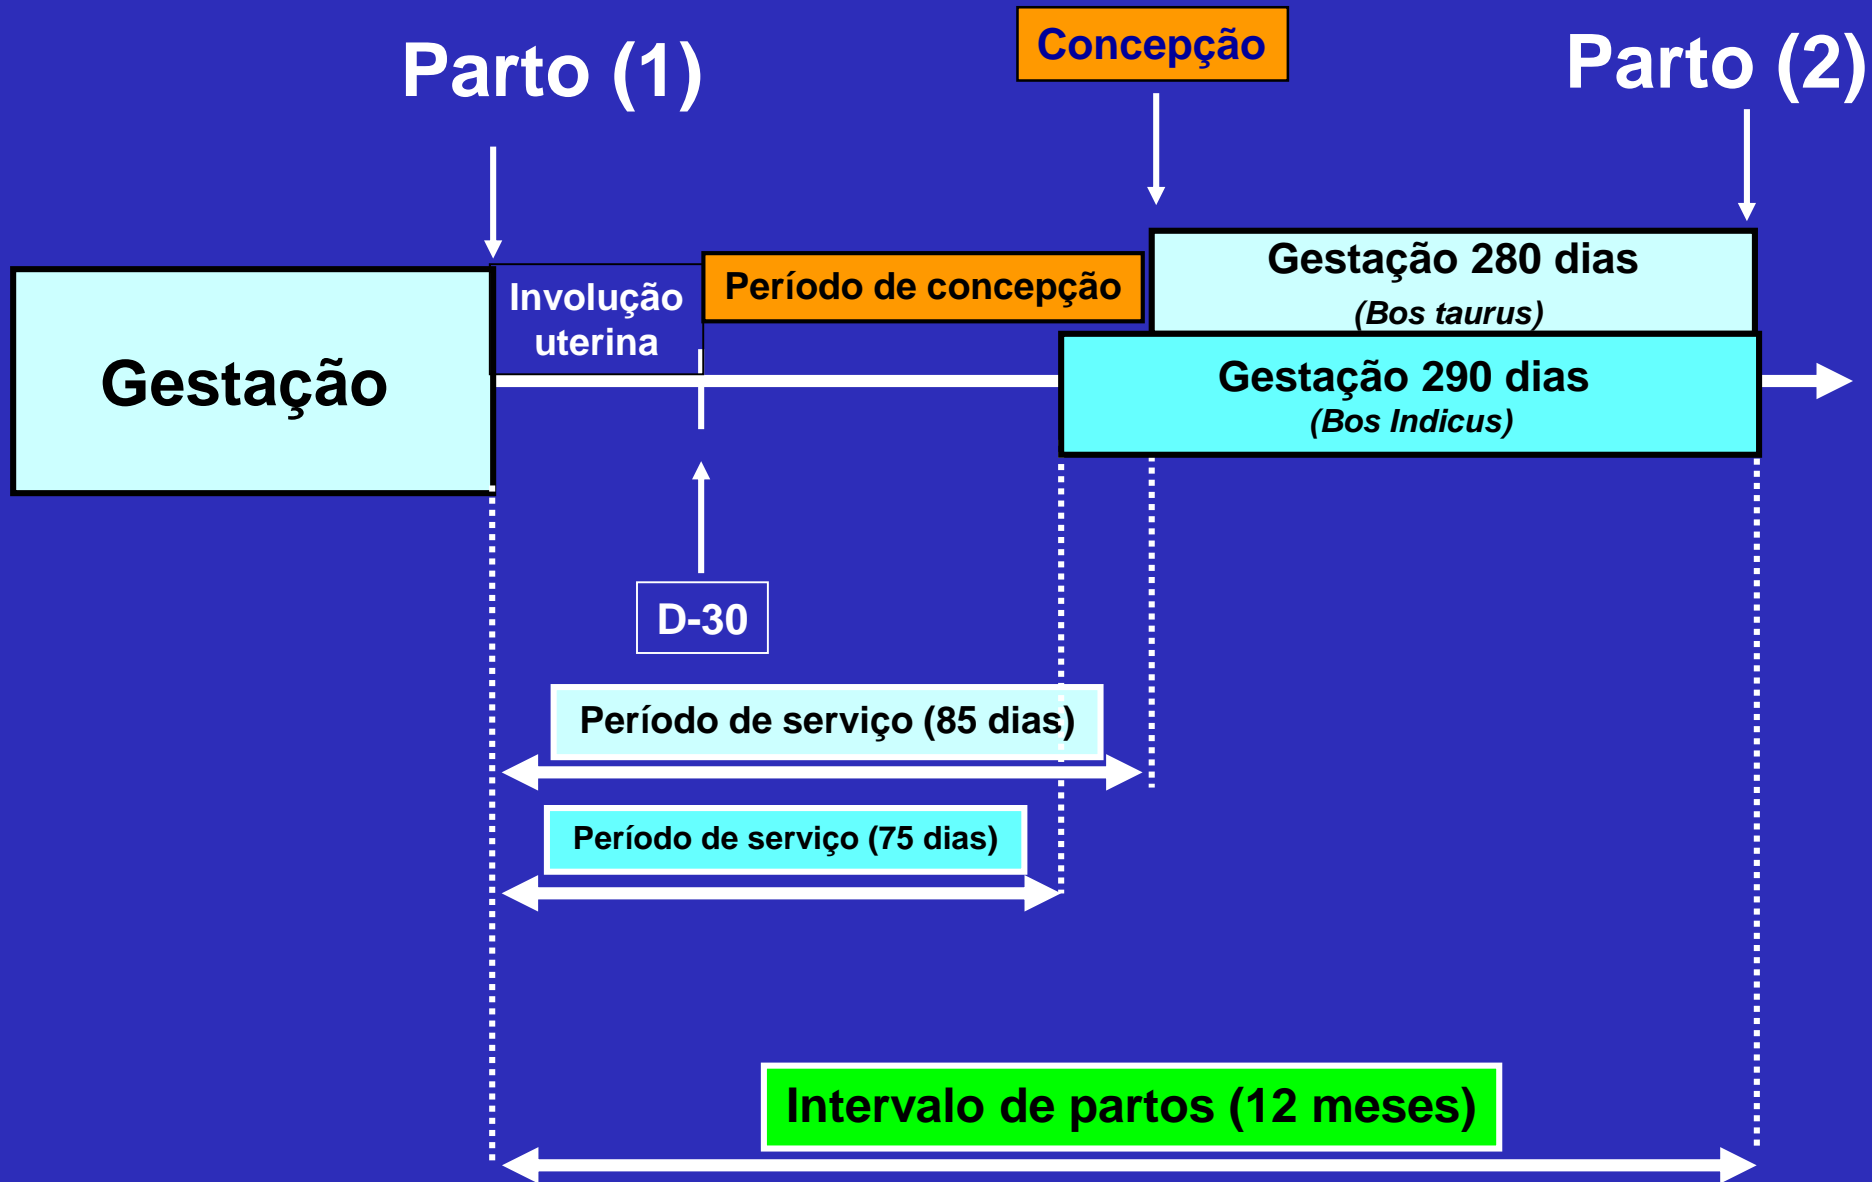 Parto (1)
Concepção
Parto (2)
Gestação
Involução
uterina
Período de concepção
Gestação 280 dias
(Bos taurus)
Gestação 290 dias
(Bos Indicus)
D-30
Período de serviço (85 dias)
Período de serviço (75 dias)
Intervalo de partos (12 meses)